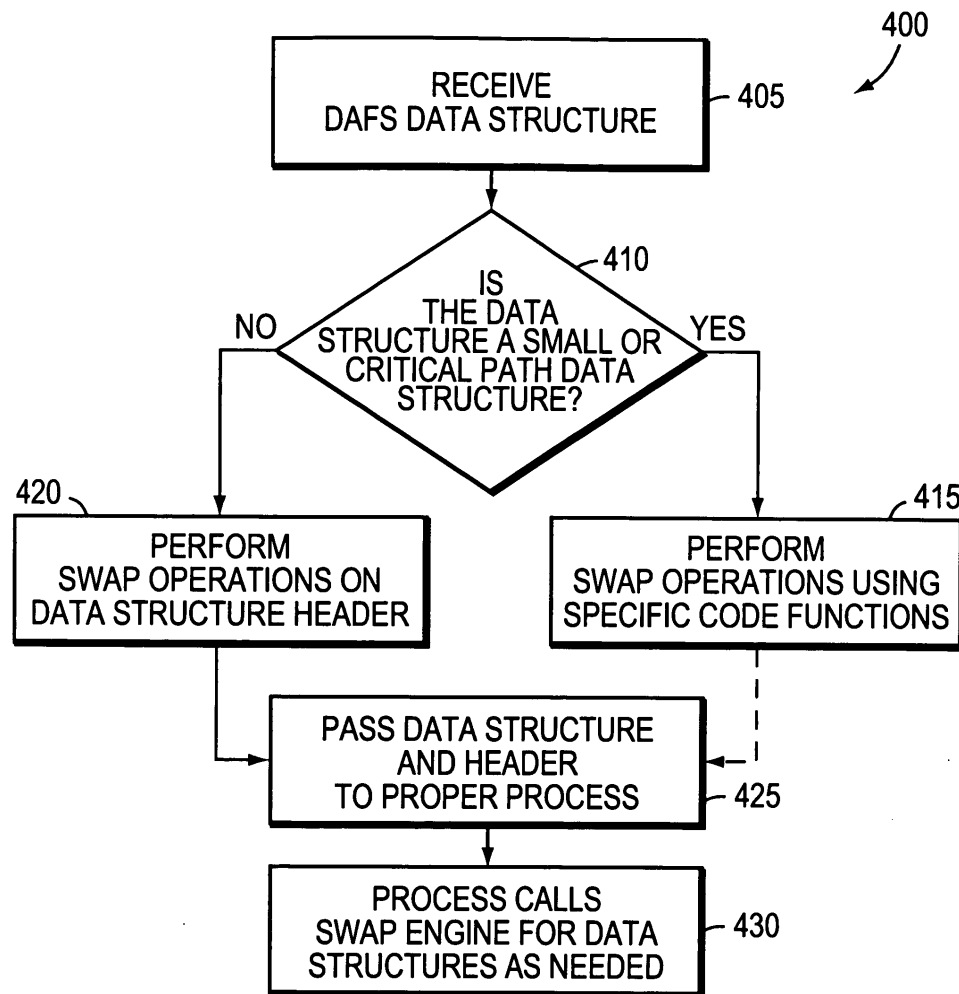 400
RECEIVE
DAFS DATA STRUCTURE
405
410
IS
THE DATA
STRUCTURE A SMALL OR
CRITICAL PATH DATA
STRUCTURE?
NO
YES
420
PERFORM
SWAP OPERATIONS ON
DATA STRUCTURE HEADER
415
PERFORM
SWAP OPERATIONS USING
SPECIFIC CODE FUNCTIONS
PASS DATA STRUCTURE
AND HEADER
TO PROPER PROCESS
425
PROCESS CALLS
SWAP ENGINE FOR DATA
STRUCTURES AS NEEDED
430